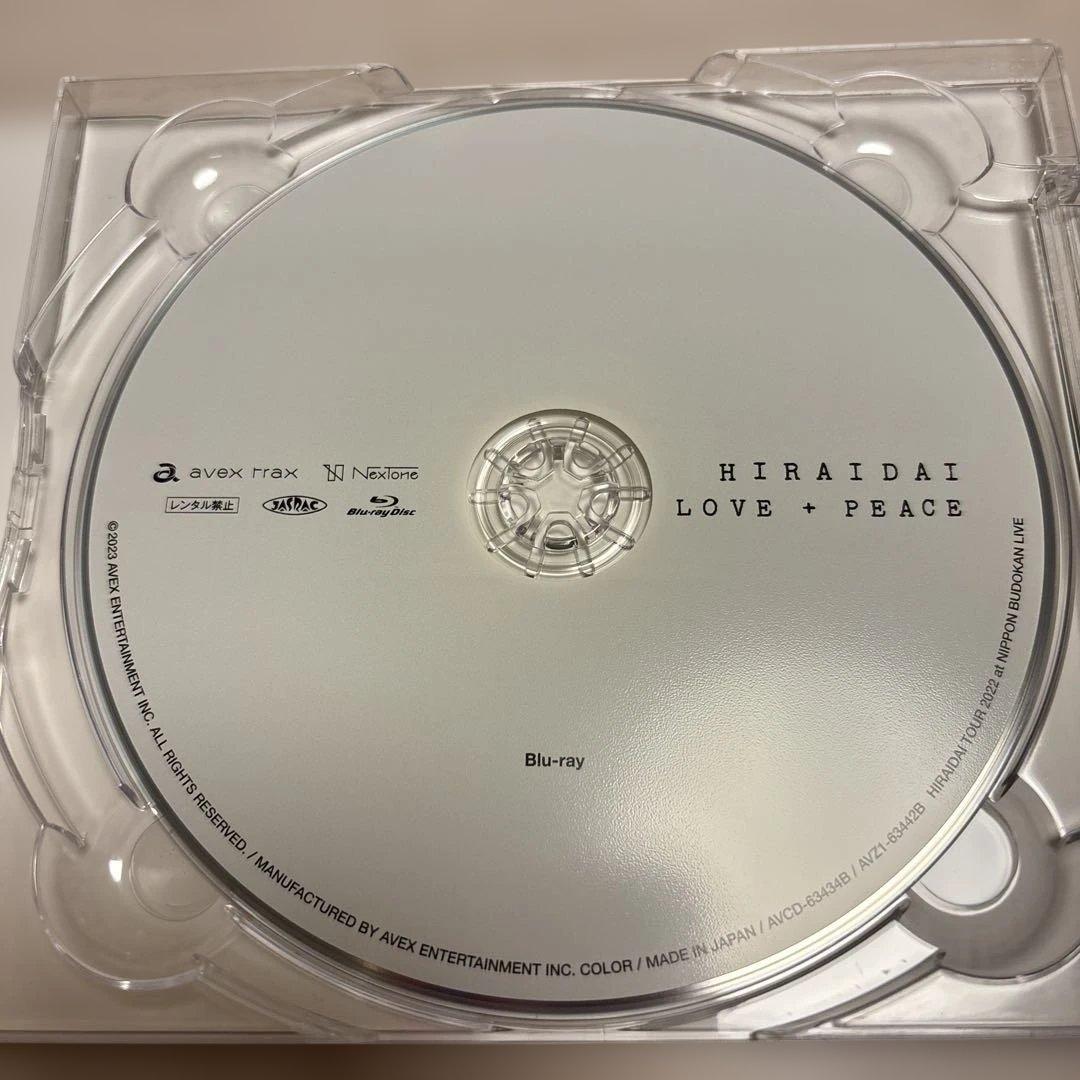 avex trax
NexTone
レンタル禁止
JASRAC
Blu-ray Disc
HIRAIDAI
LOVE + PEACE
Blu-ray
©2023 AVEX ENTERTAINMENT INC. ALL RIGHTS RESERVED. / MANUFACTURED BY AVEX ENTERTAINMENT INC. COLOR / MADE IN JAPAN / AVCD-63434B / AVZ1-63442B HIRAIDAI TOUR 2022 at NIPPON BUDOKAN LIVE